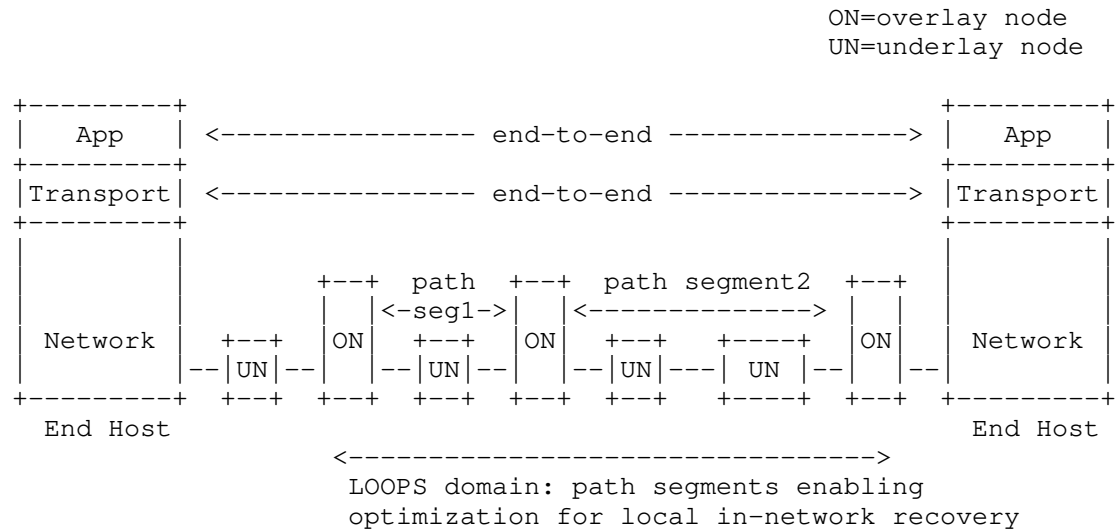 ON=overlay node
UN=underlay node
App <---------------- end-to-end ---------------> App
Transport <---------------- end-to-end ---------------> Transport
path path segment2
<-seg1-> <-------------->
Network ON ON ON Network
UN UN UN UN
End Host End Host
<---------------------------------->
LOOPS domain: path segments enabling
optimization for local in-network recovery